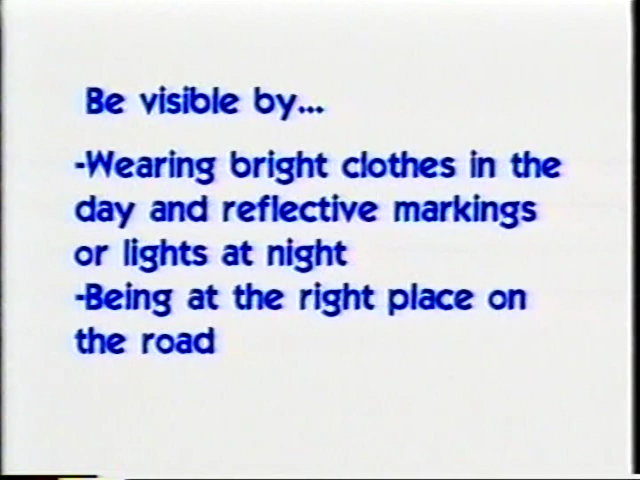 Be visible by...
-Wearing bright clothes in the
day and reflective markings
or lights at night
-Being at the right place on
the road